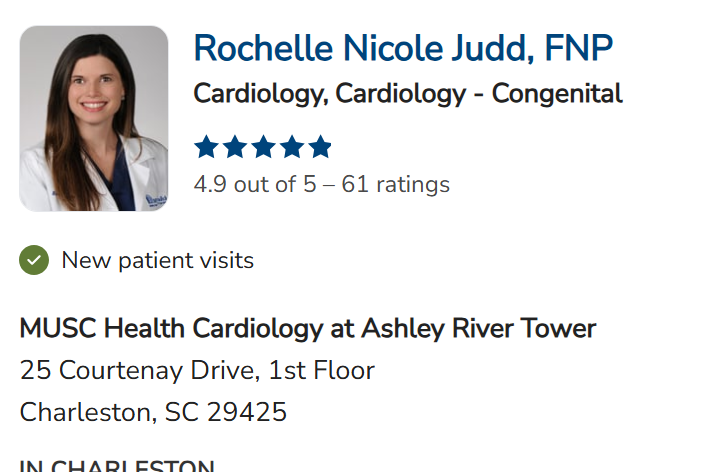 Rochelle Nicole Judd, FNP
Cardiology, Cardiology - Congenital
4.9 out of 5 – 61 ratings
New patient visits
MUSC Health Cardiology at Ashley River Tower
25 Courtenay Drive, 1st Floor
Charleston, SC 29425
IN CHARLESTON